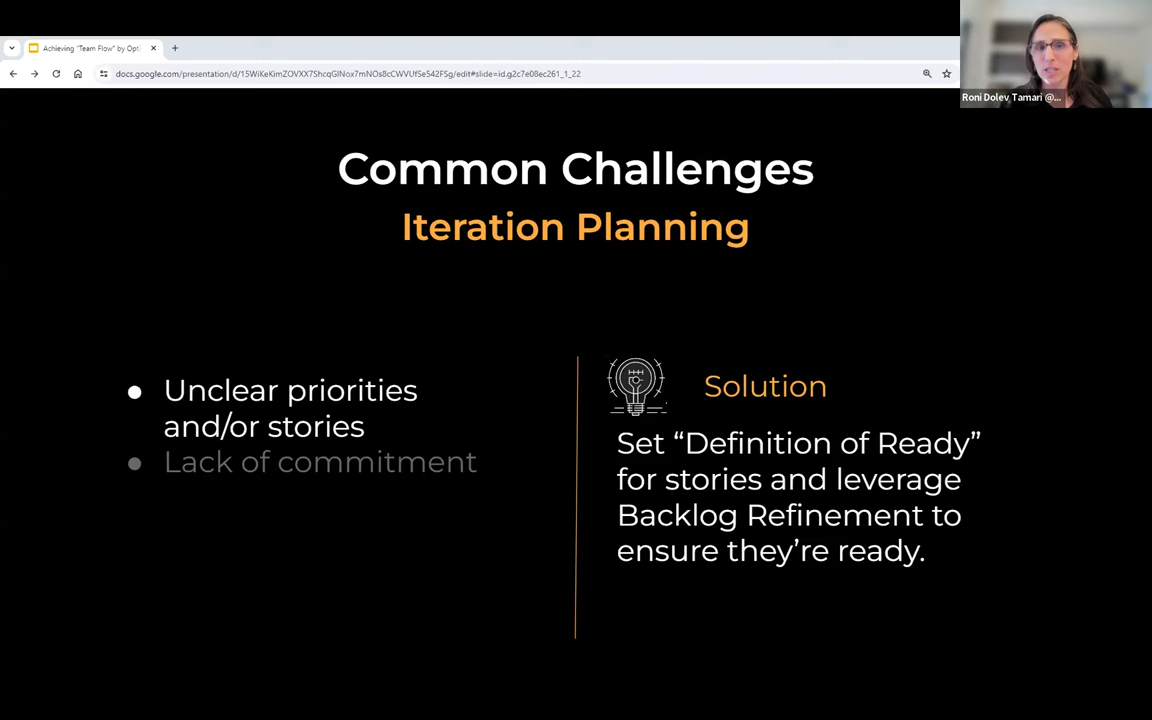 Achieving "Team Flow" by Opti
docs.google.com/presentation/d/15WiKeKimZOVXX7ShcqGlNox7mNOs8cCWVUfSe542FSg/edit#slide=id.g2c7e08ec261_1_22
Roni Dolev Tamari @...
Common Challenges
Iteration Planning
● Unclear priorities
and/or stories
● Lack of commitment
Solution
Set “Definition of Ready”
for stories and leverage
Backlog Refinement to
ensure they’re ready.